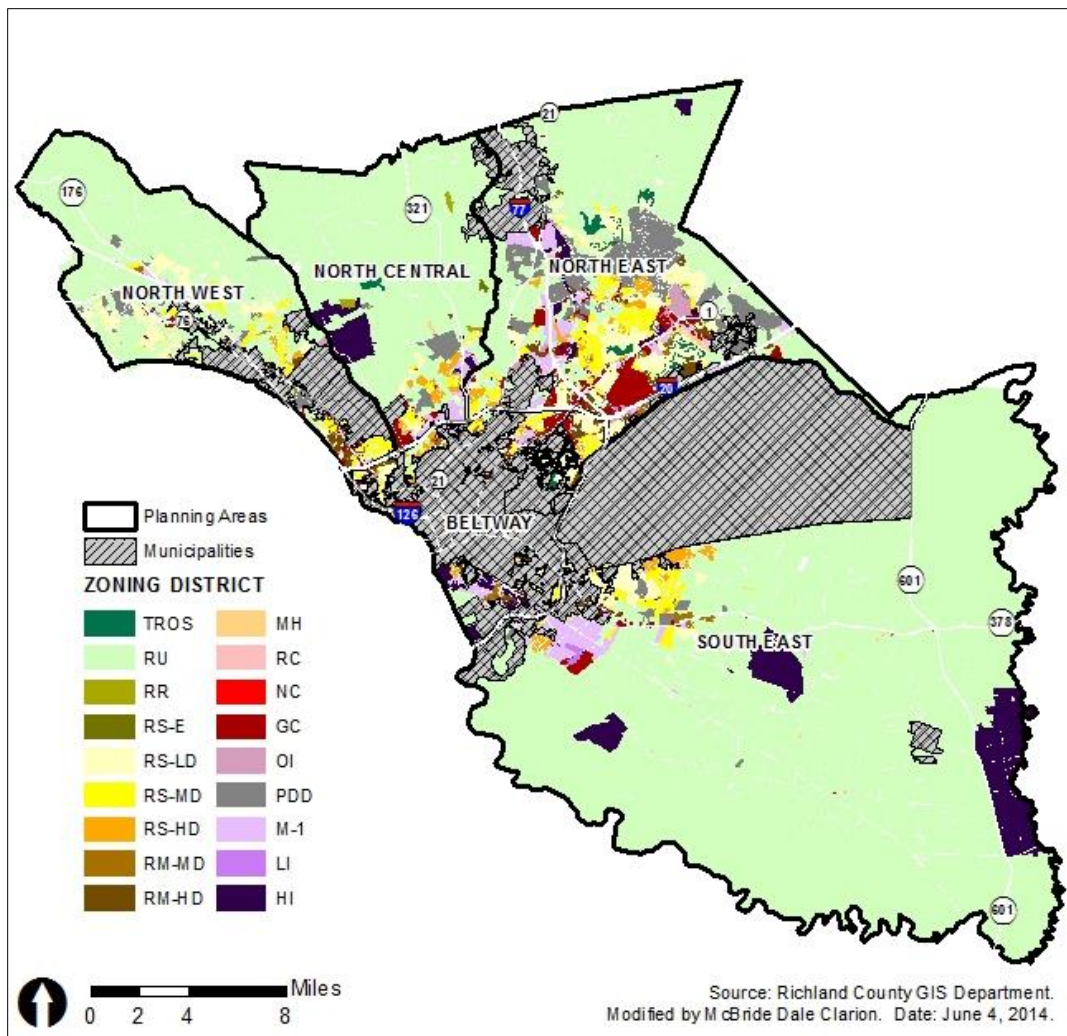 21
176
321
77
NORTH CENTRAL
NORTH EAST
NORTH WEST
76
1
20
21
126
BELTWAY
601
378
SOUTH EAST
601
Planning Areas
Municipalities
ZONING DISTRICT
TROS MH
RU RC
RR NC
RS-E GC
RS-LD OI
RS-MD PDD
RS-HD M-1
RM-MD LI
RM-HD HI
Miles
0 2 4 8
Source: Richland County GIS Department.
Modified by McBride Dale Clarion. Date: June 4, 2014.